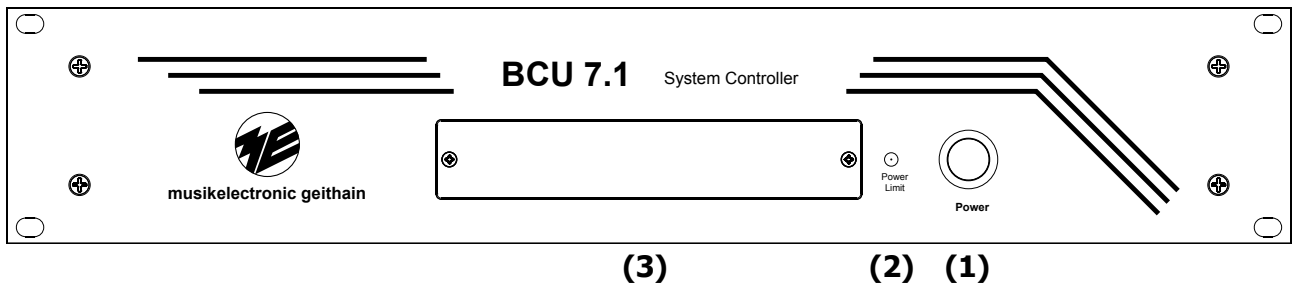 BCU 7.1 System Controller
musikelectronic geithain
Power
Limit
Power
(3) (2) (1)